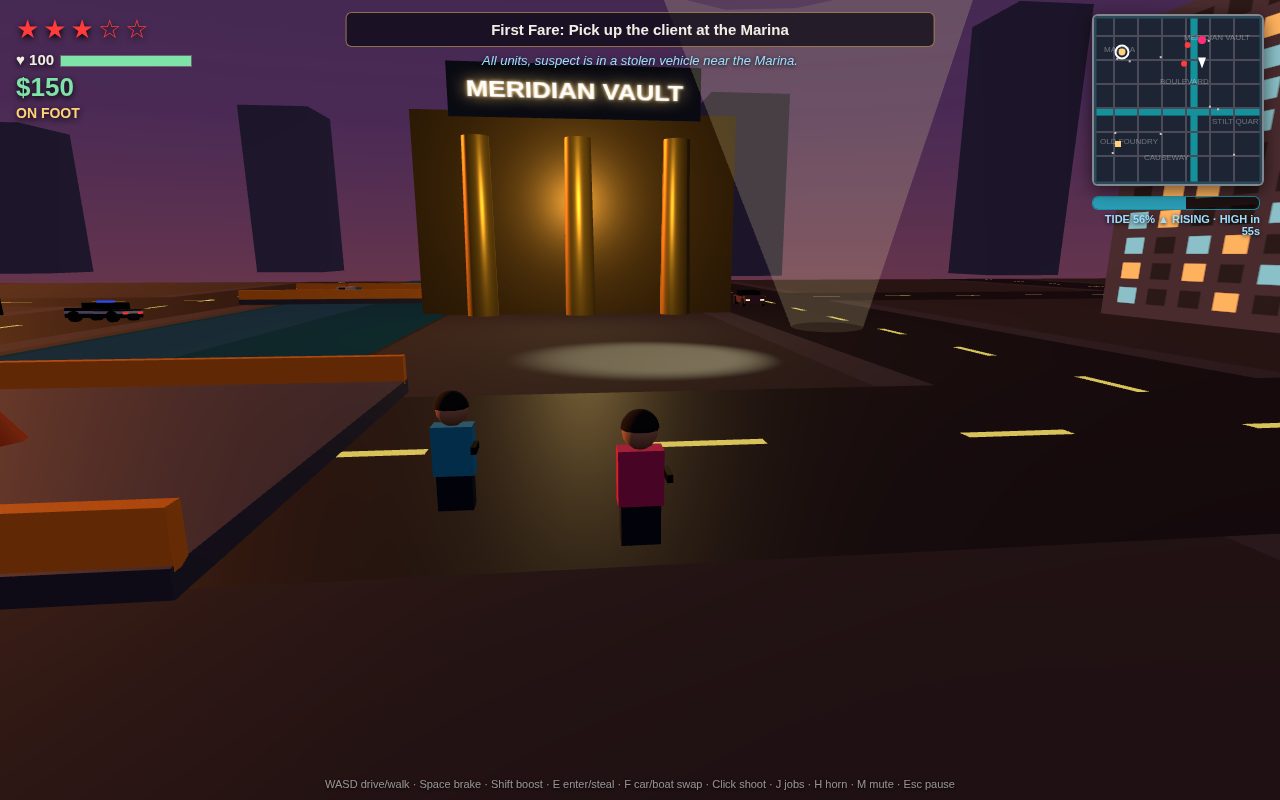 ★★★☆☆
♥ 100
$150
ON FOOT
First Fare: Pick up the client at the Marina
All units, suspect is in a stolen vehicle near the Marina.
MERIDIAN VAULT
BOULEVARD
STILT QUAR
CAUSEWAY
TIDE 56% ▲ RISING · HIGH in
55s
WASD drive/walk · Space brake · Shift boost · E enter/steal · F car/boat swap · Click shoot · J jobs · H horn · M mute · Esc pause